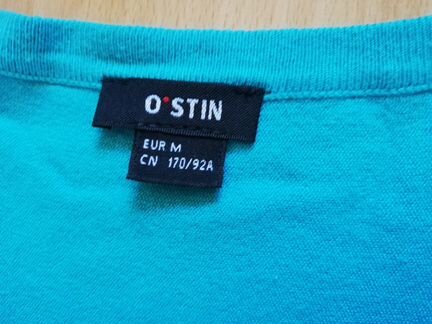 O'STIN
EUR M
CN 170/92A